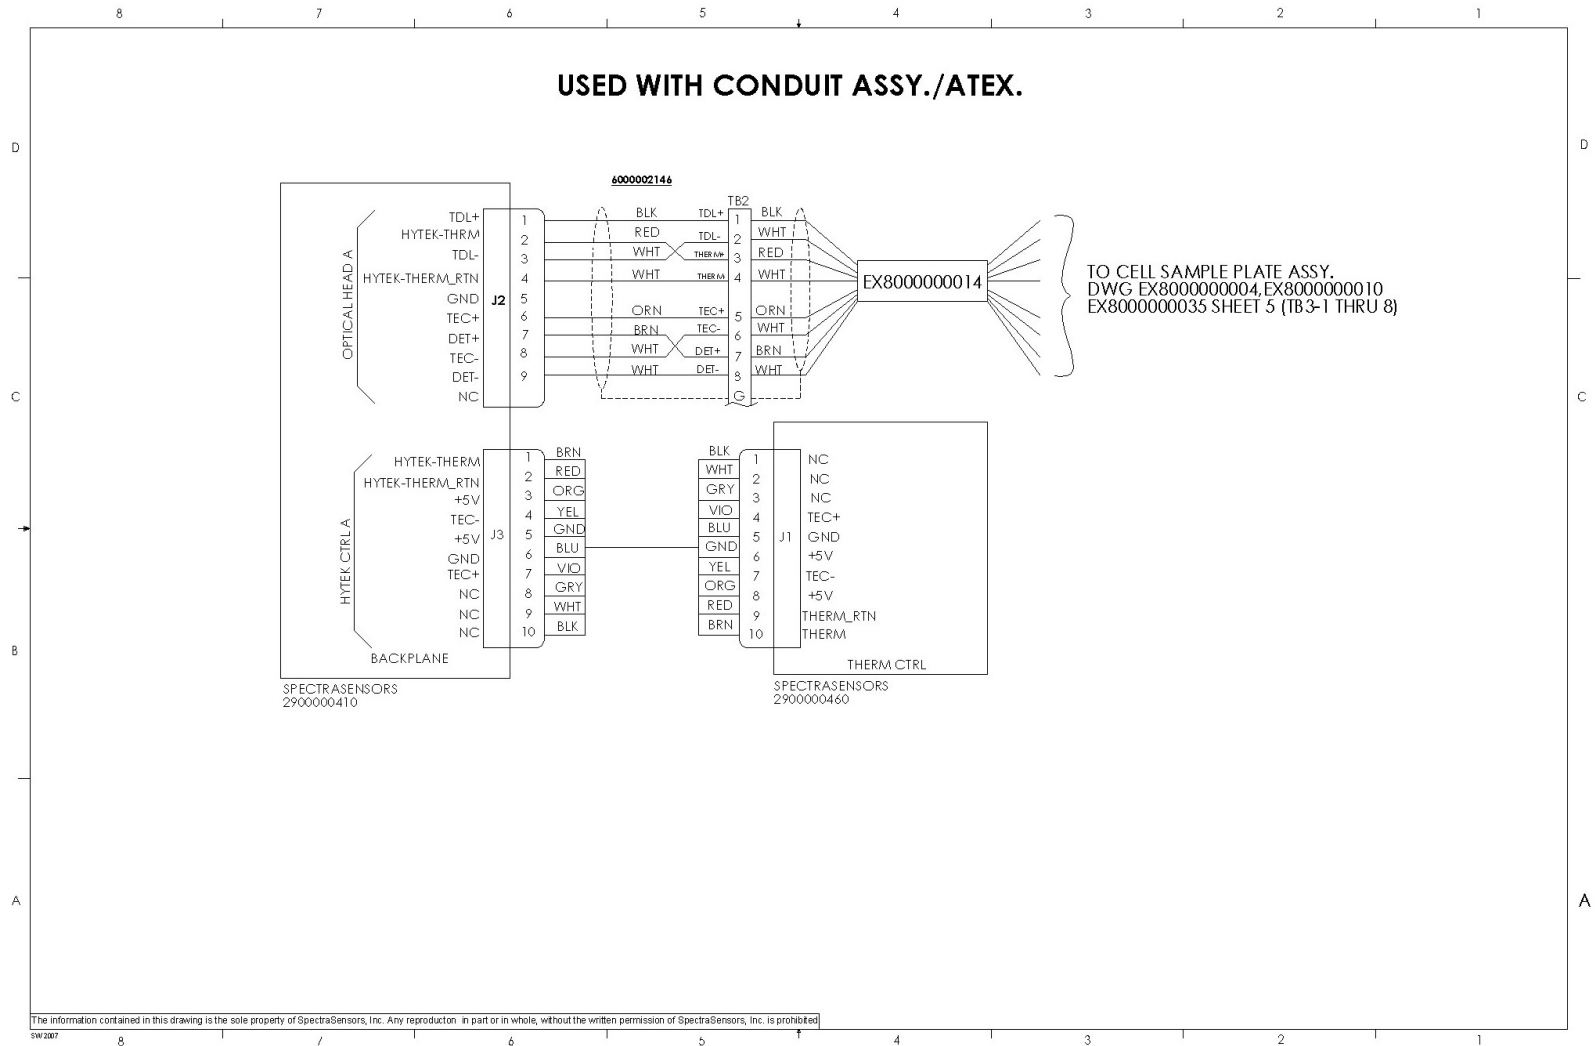 8 7 6 5 4 3 2 1
USED WITH CONDUIT ASSY./ATEX.
D D
6000002146
TB2
OPTICAL HEAD A
J2
TDL+ 1 BLK TDL+ 1 BLK
HYTEK-THRM 2 RED TDL- 2 WHT
TDL- 3 WHT THERM+ 3 RED
HYTEK-THERM_RTN 4 WHT THERM- 4 WHT
GND 5
TEC+ 6 ORN TEC+ 5 ORN
DET+ 7 BRN TEC- 6 WHT
TEC- 8 WHT DET+ 7 BRN
DET- 9 WHT DET- 8 WHT
NC G
EX8000000014
TO CELL SAMPLE PLATE ASSY.
DWG EX8000000004,EX8000000010
EX8000000035 SHEET 5 (TB3-1 THRU 8)
C C
HYTEK CTRL A
J3
HYTEK-THERM 1 BRN
HYTEK-THERM_RTN 2 RED
+5V 3 ORG
TEC- 4 YEL
+5V 5 GND
GND 6 BLU
TEC+ 7 VIO
NC 8 GRY
NC 9 WHT
NC 10 BLK
BACKPLANE
SPECTRASENSORS
2900000410
J1
BLK 1 NC
WHT 2 NC
GRY 3 NC
VIO 4 TEC+
BLU 5 GND
GND 6 +5V
YEL 7 TEC-
ORG 8 +5V
RED 9 THERM_RTN
BRN 10 THERM
THERM CTRL
SPECTRASENSORS
2900000460
B B
A A
The information contained in this drawing is the sole property of SpectraSensors, Inc. Any reproducton in part or in whole, without the written permission of SpectraSensors, Inc. is prohibited
SW2007
8 7 6 5 4 3 2 1